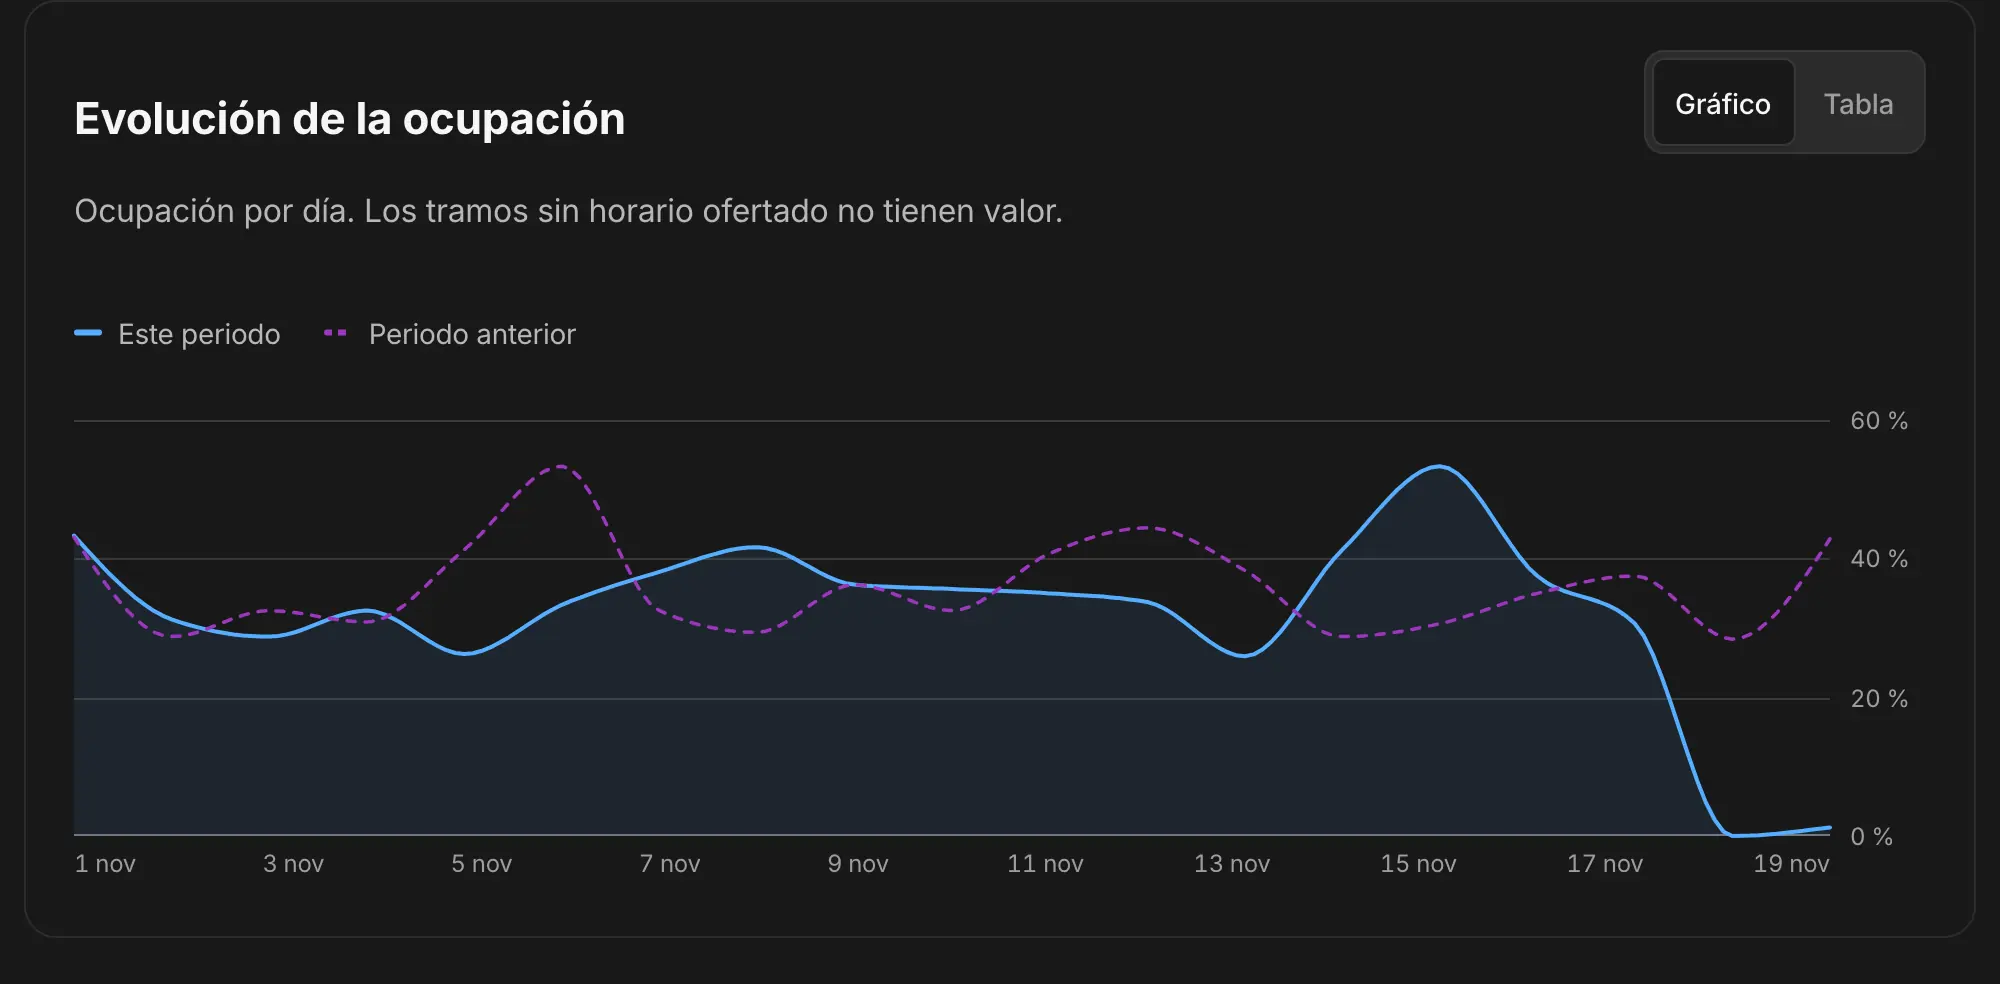 Evolución de la ocupación
Gráfico
Tabla
Ocupación por día. Los tramos sin horario ofertado no tienen valor.
Este periodo
Periodo anterior
60 %
40 %
20 %
0 %
1 nov
3 nov
5 nov
7 nov
9 nov
11 nov
13 nov
15 nov
17 nov
19 nov